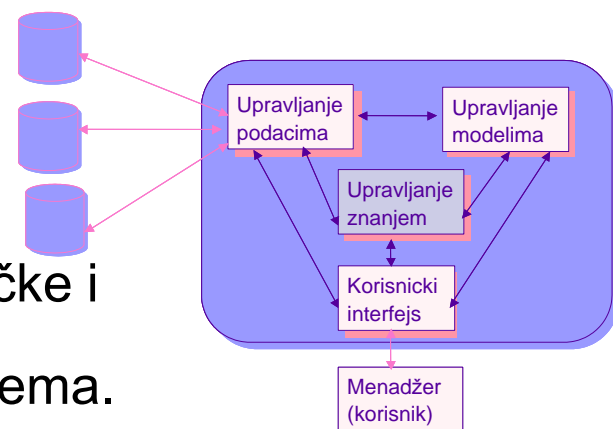 Upravljanje
podacima
Upravljanje
modelima
Upravljanje
znanjem
čke i
Korisnicki
interfejs
ema.
Menadžer
(korisnik)